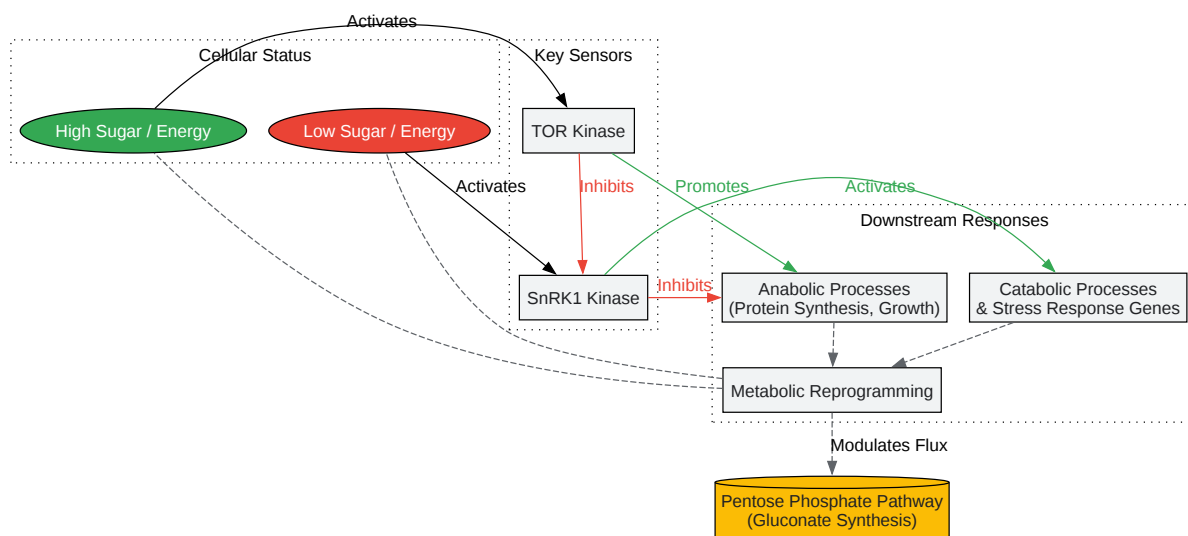 Activates
Cellular Status
Key Sensors
High Sugar / Energy
Low Sugar / Energy
TOR Kinase
Activates
Inhibits
Promotes
Activates
Downstream Responses
SnRK1 Kinase
Inhibits
Anabolic Processes
(Protein Synthesis, Growth)
Catabolic Processes
& Stress Response Genes
Metabolic Reprogramming
Modulates Flux
Pentose Phosphate Pathway
(Gluconate Synthesis)